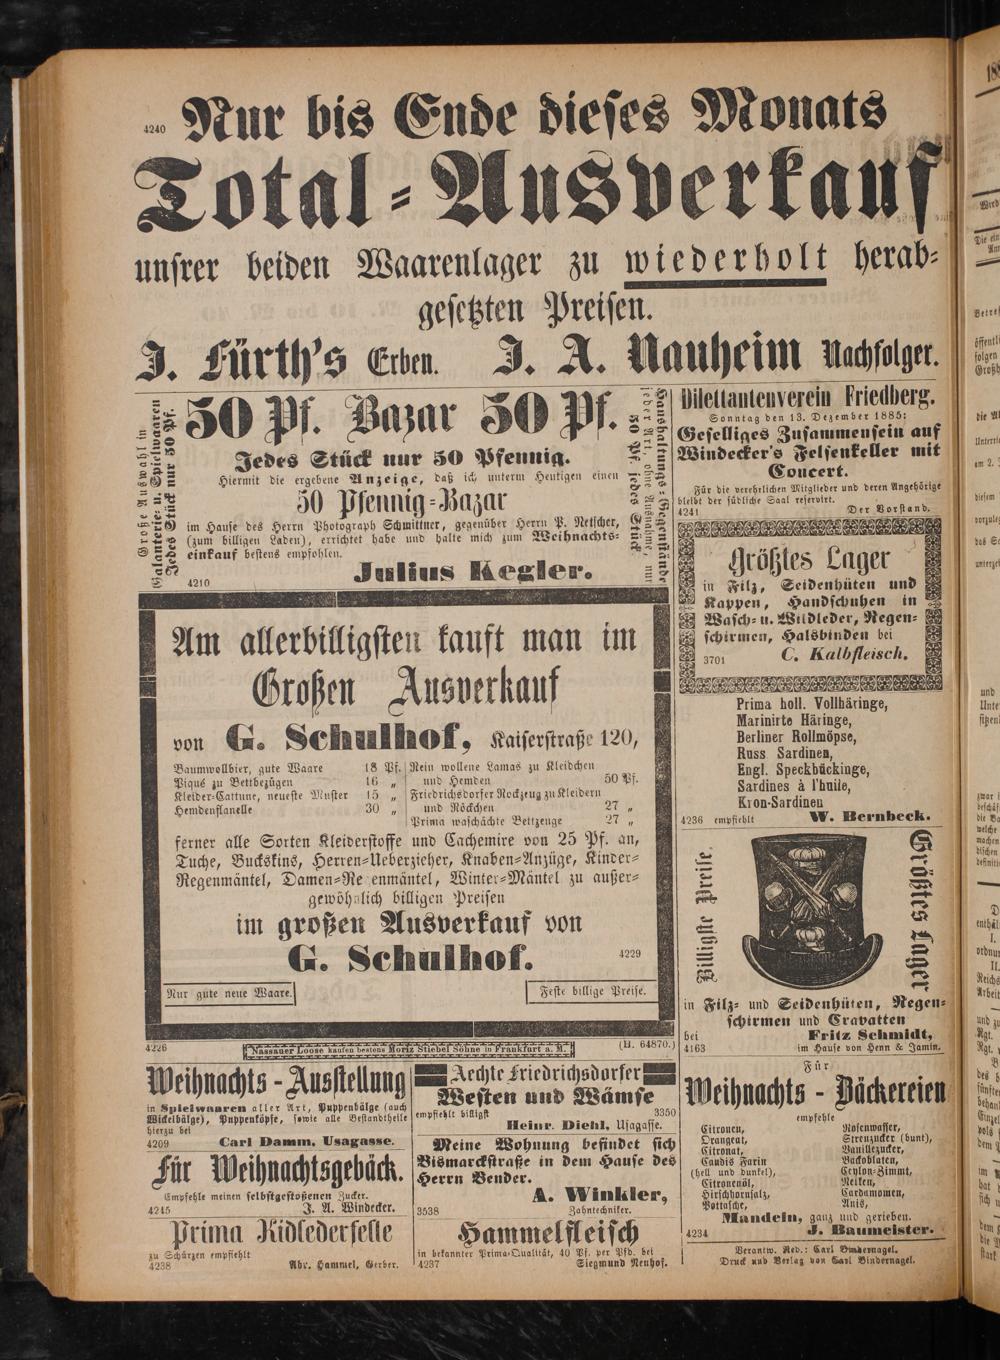 4240 Nur bis Ende dieses Monats
Total-Ausverkauf
unsrer beiden Waarenlager zu wiederholt herab-
gesetzten Preisen.
J. Fürth's Erben. J. A. Nauheim Nachfolger.
Große Auswahl in
Galanterie- u. Spielwaaren
Jedes Stück nur 50 Pf.
50 Pf. Bazar 50 Pf.
Jedes Stück nur 50 Pfennig.
Hiermit die ergebene Anzeige, daß ich unterm Heutigen einen
50 Pfennig-Bazar
im Hause des Herrn Photograph Schmittner, gegenüber Herrn P. Netscher,
(zum billigen Laden), errichtet habe und halte mich zum Weihnachts-
einkauf bestens empfohlen.
4210 Julius Kegler.
Haushaltungs-Gegenstände
jeder Art, ohne Ausnahme, nur
50 Pf. jedes Stück.
Am allerbilligsten kauft man im
Großen Ausverkauf
von G. Schulhof, Kaiserstraße 120,
Baumwollbier, gute Waare 18 Pf.
Piqué zu Bettbezügen 16 „
Kleider-Cattune, neueste Muster 15 „
Hemdenflanelle 30 „
Rein wollene Lamas zu Kleidchen
und Hemden 50 Pf.
Friedrichsdorfer Rockzeug zu Kleidern
und Röckchen 27 „
Prima waschächte Bettzeuge 27 „
ferner alle Sorten Kleiderstoffe und Cachemire von 25 Pf. an,
Tuche, Buckskins, Herren-Ueberzieher, Knaben-Anzüge, Kinder-
Regenmäntel, Damen-Re enmäntel, Winter-Mäntel zu außer-
gewöhnlich billigen Preisen
im großen Ausverkauf von
G. Schulhof. 4229
Nur gute neue Waare.
Feste billige Preise.
4226 Nassauer Loose kaufen bestens Moriz Stiebel Söhne in Frankfurt a. M. (H. 64870.)
Weihnachts-Ausstellung
in Spielwaaren aller Art, Puppenbälge (auch
Wickelbälge), Puppenköpfe, sowie alle Bestandtheile
hierzu bei
4209 Carl Damm, Usagasse.
Für Weihnachtsgebäck.
Empfehle meinen selbstgestoßenen Zucker.
4245 J. A. Windecker.
Prima Kidlederfelle
zu Schürzen empfiehlt
4238 Abr. Hammel, Gerber.
Aechte Friedrichsdorfer
Westen und Wämse
empfiehlt billigst 3350
Heinr. Diehl, Usagasse.
Meine Wohnung befindet sich
Bismarckstraße in dem Hause des
Herrn Bender.
A. Winkler,
3538 Zahntechniker.
Hammelfleisch
in bekannter Prima-Qualität, 40 Pf. per Pfd. bei
4237 Siegmund Neuhof.
Dilettantenverein Friedberg.
Sonntag den 13. Dezember 1885:
Geselliges Zusammensein auf
Windecker's Felsenkeller mit
Concert.
Für die verehrlichen Mitglieder und deren Angehörige
bleibt der südliche Saal reservirt.
4241 Der Vorstand.
Größtes Lager
in Filz, Seidenhüten und
Kappen, Handschuhen in
Wasch- u. Wildleder, Regen-
schirmen, Halsbinden bei
3701 C. Kalbfleisch.
Prima holl. Vollhäringe,
Marinirte Häringe,
Berliner Rollmöpse,
Russ Sardinen,
Engl. Speckbückinge,
Sardines à l'huile,
Kron-Sardinen
4236 empfiehlt W. Bernbeck.
Billigste Preise.
Größtes Lager
in Filz- und Seidenhüten, Regen-
schirmen und Cravatten
bei Fritz Schmidt,
4163 im Hause von Henn & Jamin.
Für
Weihnachts-Bäckereien
empfehle
Citronen,
Orangeat,
Citronat,
Candis Farin
(hell und dunkel),
Citronenöl,
Hirschhornsalz,
Pottasche,
Rosenwasser,
Streuzucker (bunt),
Vanillezucker,
Backoblaten,
Ceylon-Zimmt,
Nelken,
Cardamomen,
Anis,
Mandeln, ganz und gerieben.
4234 J. Baumeister.
Verantw. Red.: Carl Bindernagel.
Druck und Verlag von Carl Bindernagel.